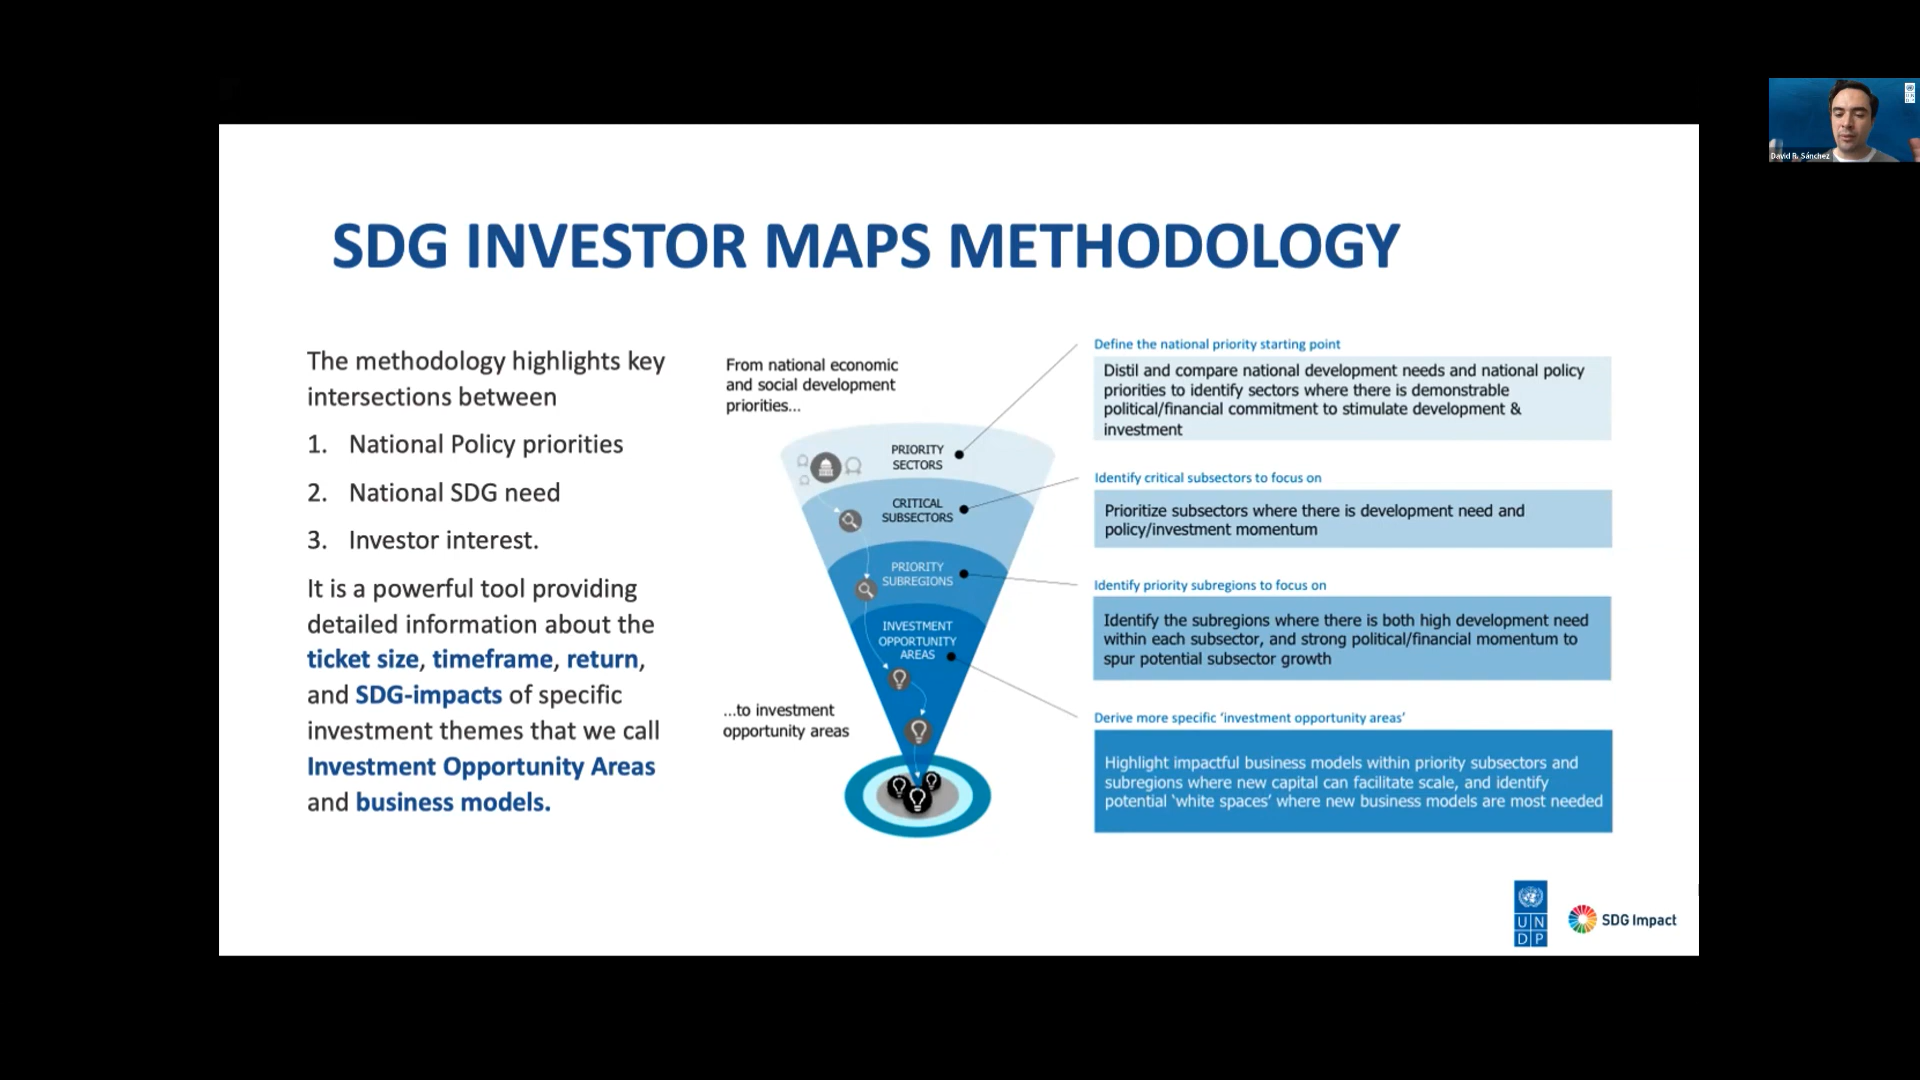 David R. Sánchez
SDG INVESTOR MAPS METHODOLOGY
The methodology highlights key
intersections between
1. National Policy priorities
2. National SDG need
3. Investor interest.
It is a powerful tool providing
detailed information about the
ticket size, timeframe, return,
and SDG-impacts of specific
investment themes that we call
Investment Opportunity Areas
and business models.
From national economic
and social development
priorities...
PRIORITY
SECTORS
CRITICAL
SUBSECTORS
PRIORITY
SUBREGIONS
INVESTMENT
OPPORTUNITY
AREAS
...to investment
opportunity areas
Define the national priority starting point
Distil and compare national development needs and national policy
priorities to identify sectors where there is demonstrable
political/financial commitment to stimulate development &
investment
Identify critical subsectors to focus on
Prioritize subsectors where there is development need and
policy/investment momentum
Identify priority subregions to focus on
Identify the subregions where there is both high development need
within each subsector, and strong political/financial momentum to
spur potential subsector growth
Derive more specific ‘investment opportunity areas’
Highlight impactful business models within priority subsectors and
subregions where new capital can facilitate scale, and identify
potential ‘white spaces’ where new business models are most needed
U N
D P
SDG Impact